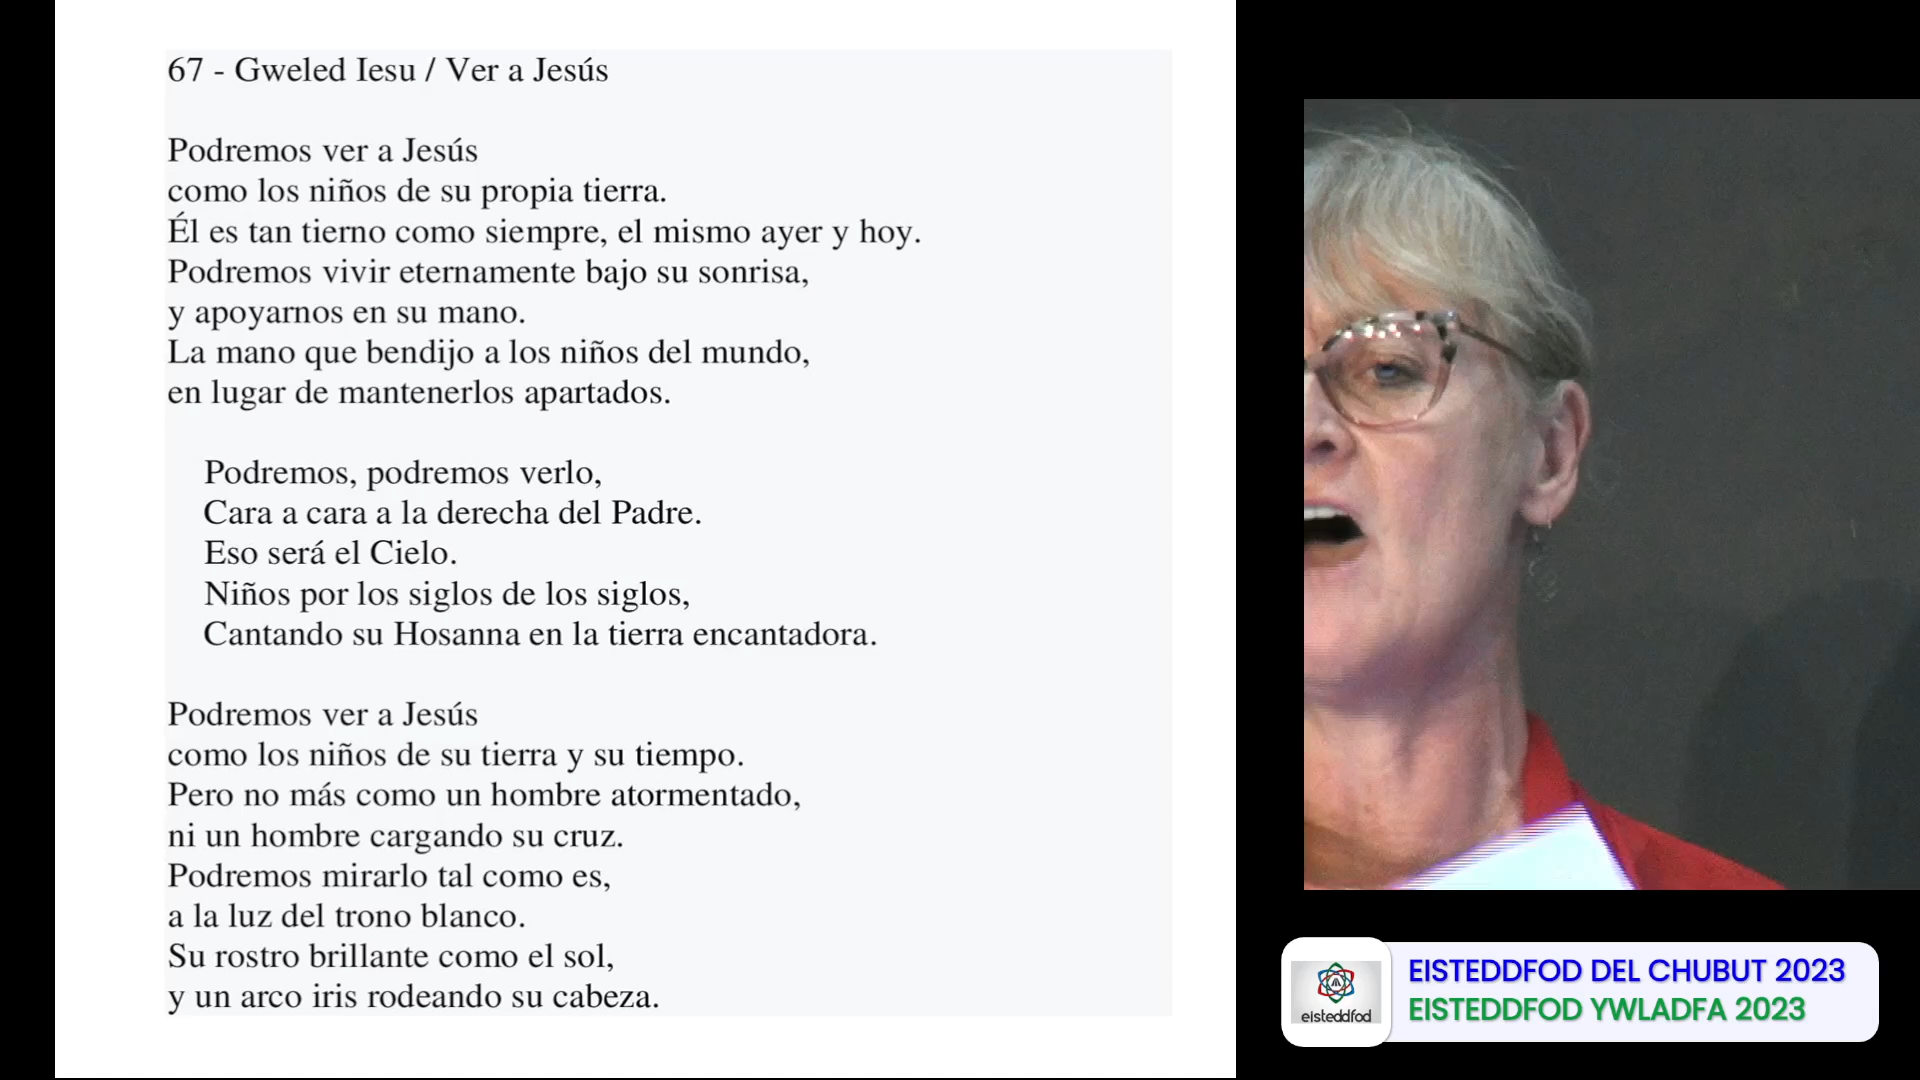 67 - Gweled Iesu / Ver a Jesús
Podremos ver a Jesús
como los niños de su propia tierra.
Él es tan tierno como siempre, el mismo ayer y hoy.
Podremos vivir eternamente bajo su sonrisa,
y apoyarnos en su mano.
La mano que bendijo a los niños del mundo,
en lugar de mantenerlos apartados.
Podremos, podremos verlo,
Cara a cara a la derecha del Padre.
Eso será el Cielo.
Niños por los siglos de los siglos,
Cantando su Hosanna en la tierra encantadora.
Podremos ver a Jesús
como los niños de su tierra y su tiempo.
Pero no más como un hombre atormentado,
ni un hombre cargando su cruz.
Podremos mirarlo tal como es,
a la luz del trono blanco.
Su rostro brillante como el sol,
y un arco iris rodeando su cabeza.
eisteddfod
EISTEDDFOD DEL CHUBUT 2023
EISTEDDFOD YWLADFA 2023